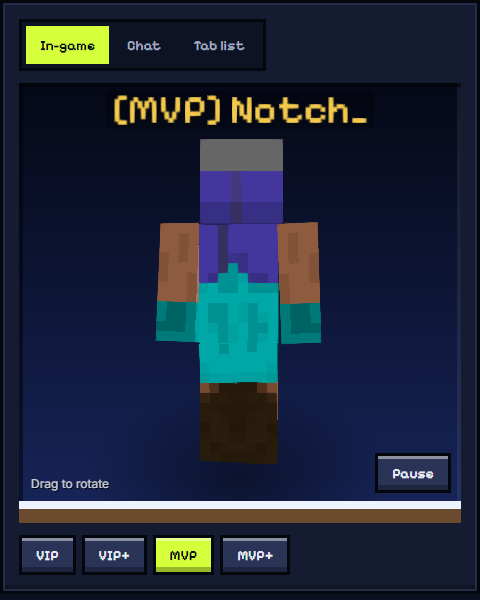 In-game Chat Tab list
[MVP] Notch_
Drag to rotate
Pause
VIP VIP+ MVP MVP+